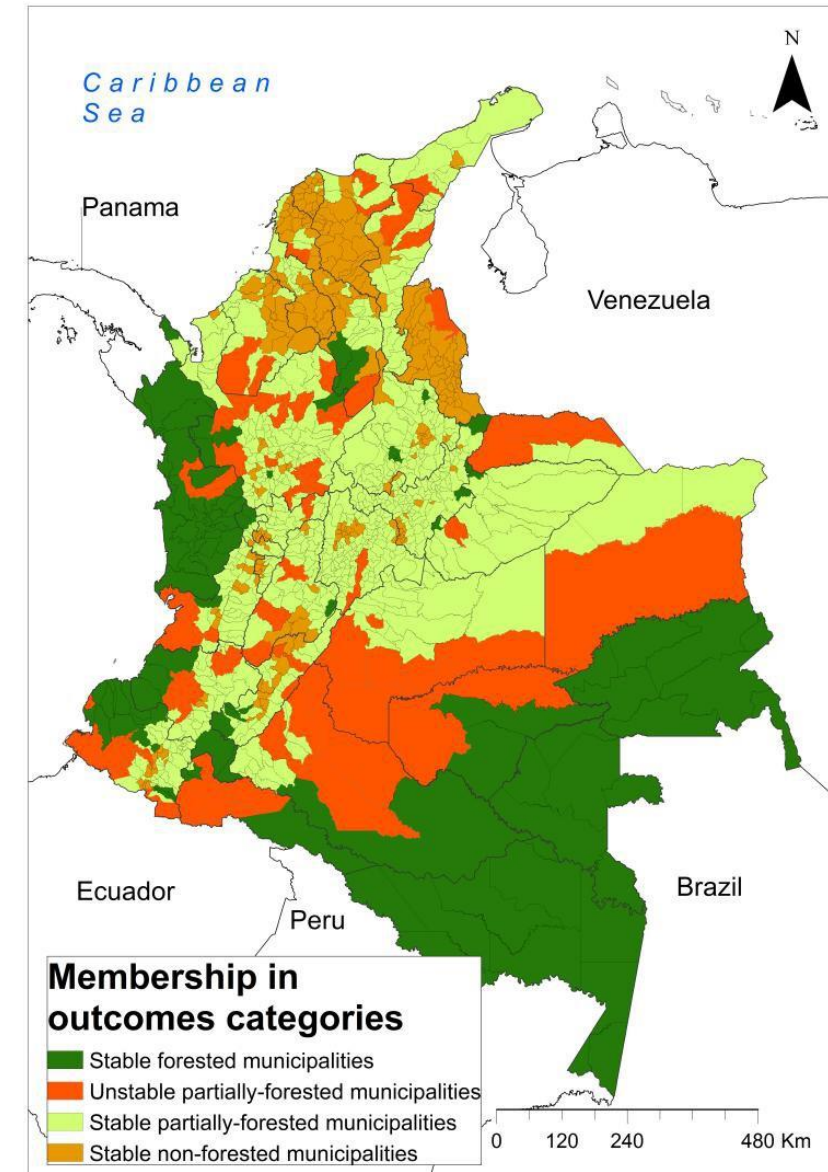 N
Caribbean
Sea
Panama
Venezuela
Ecuador
Peru
Brazil
Membership in
outcomes categories
Stable forested municipalities
Unstable partially-forested municipalities
Stable partially-forested municipalities
Stable non-forested municipalities
0 120 240 480 Km